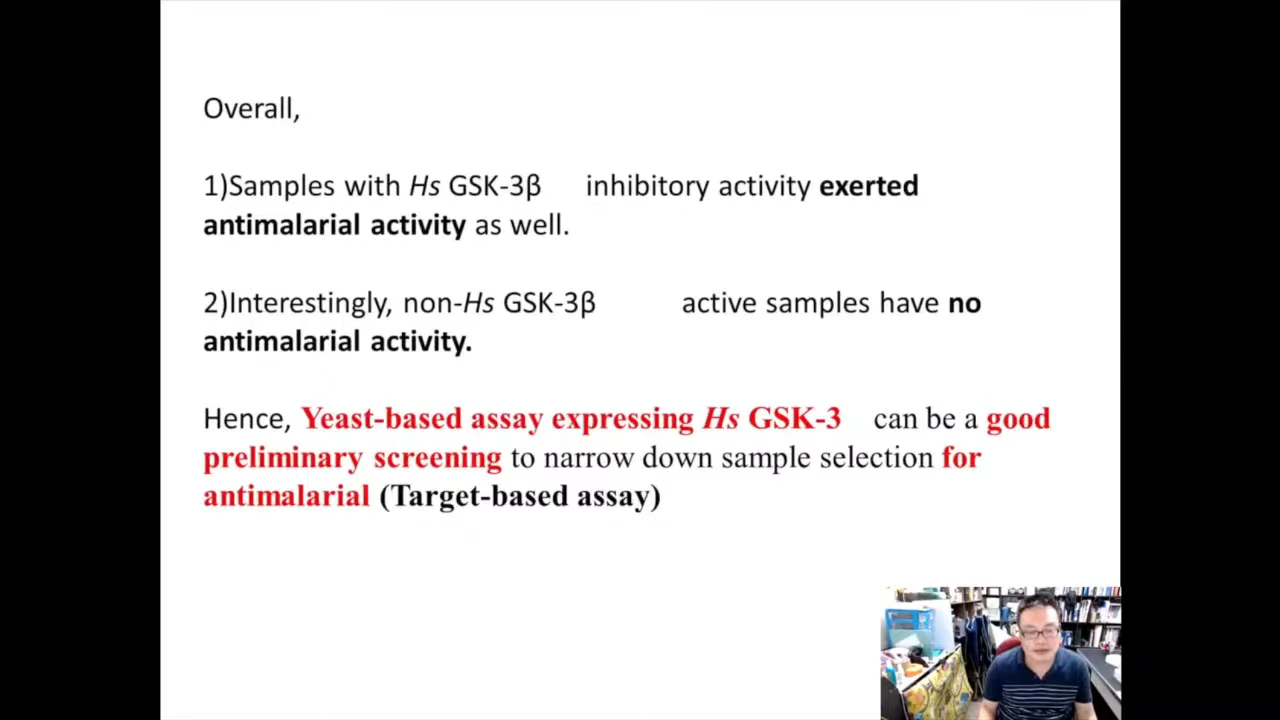 Overall,
1)Samples with Hs GSK-3β inhibitory activity exerted
antimalarial activity as well.
2)Interestingly, non-Hs GSK-3β active samples have no
antimalarial activity.
Hence, Yeast-based assay expressing Hs GSK-3 can be a good
preliminary screening to narrow down sample selection for
antimalarial (Target-based assay)